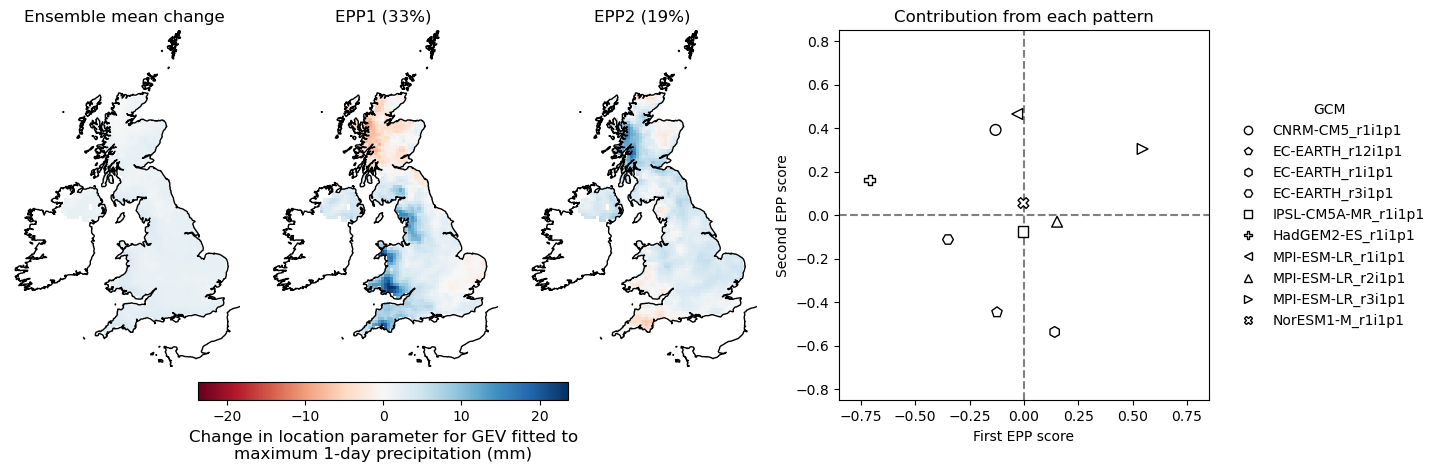 Ensemble mean change
EPP1 (33%)
EPP2 (19%)
−20
−10
0
10
20
Change in location parameter for GEV fitted to
maximum 1-day precipitation (mm)
Contribution from each pattern
Second EPP score
0.8
0.6
0.4
0.2
0.0
−0.2
−0.4
−0.6
−0.8
−0.75
−0.50
−0.25
0.00
0.25
0.50
0.75
First EPP score
GCM
CNRM-CM5_r1i1p1
EC-EARTH_r12i1p1
EC-EARTH_r1i1p1
EC-EARTH_r3i1p1
IPSL-CM5A-MR_r1i1p1
HadGEM2-ES_r1i1p1
MPI-ESM-LR_r1i1p1
MPI-ESM-LR_r2i1p1
MPI-ESM-LR_r3i1p1
NorESM1-M_r1i1p1